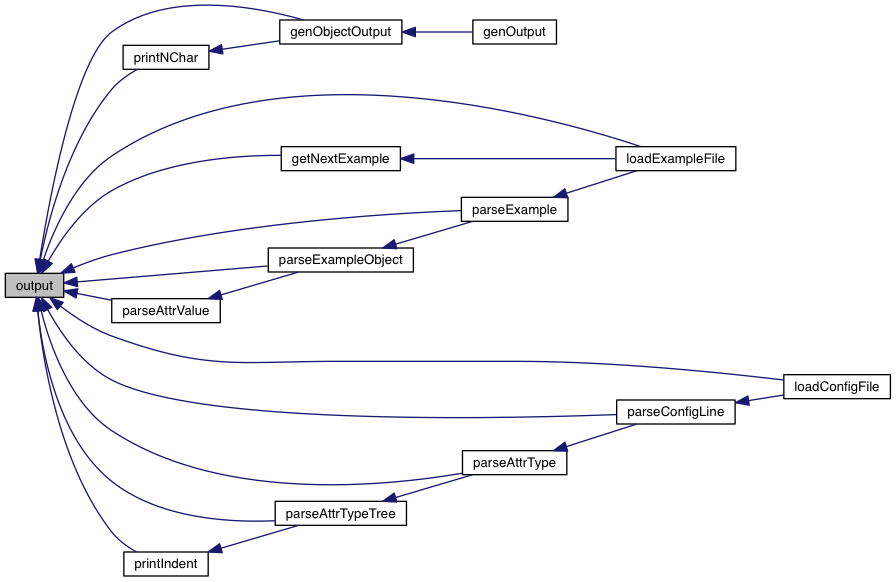 genObjectOutput
genOutput
printNChar
getNextExample
loadExampleFile
parseExample
parseExampleObject
output
parseAttrValue
loadConfigFile
parseConfigLine
parseAttrType
parseAttrTypeTree
printIndent